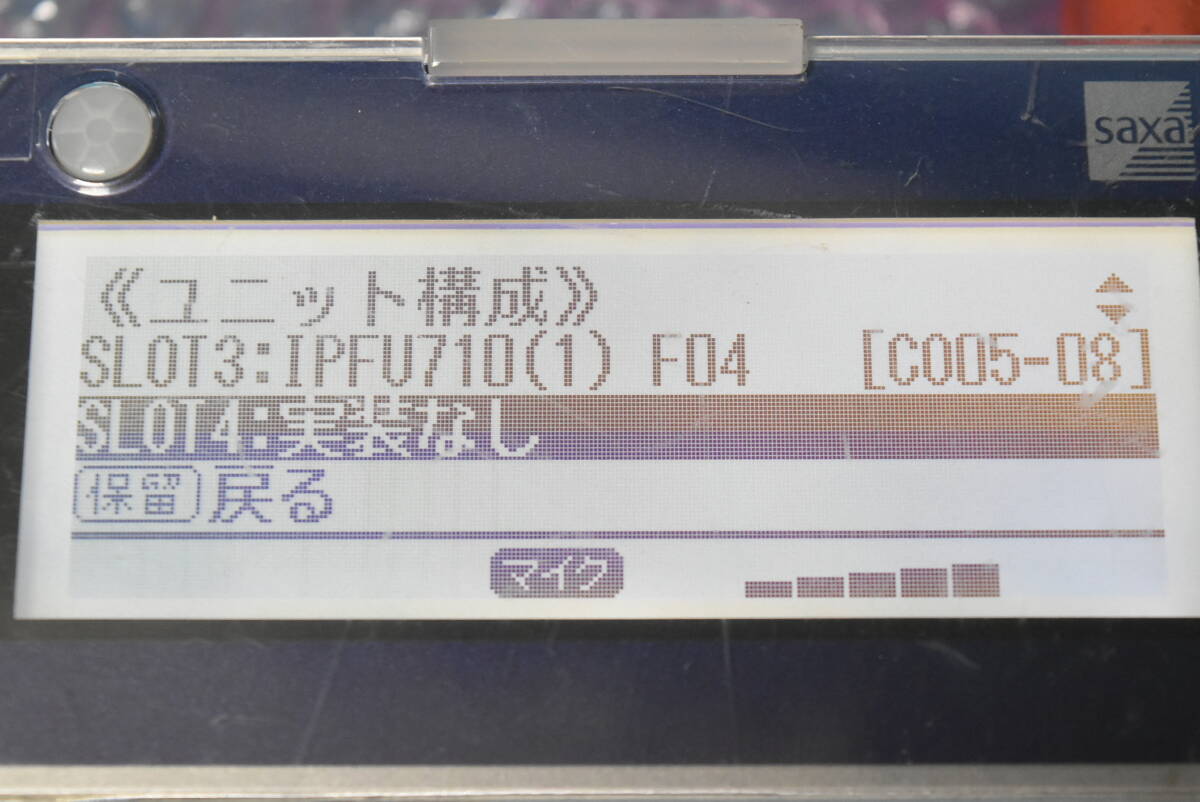 saxa
《ユニット構成》
SLOT3:IPFU710(1) F04 [C005-08]
SLOT4:実装なし
保留 戻る
マイク